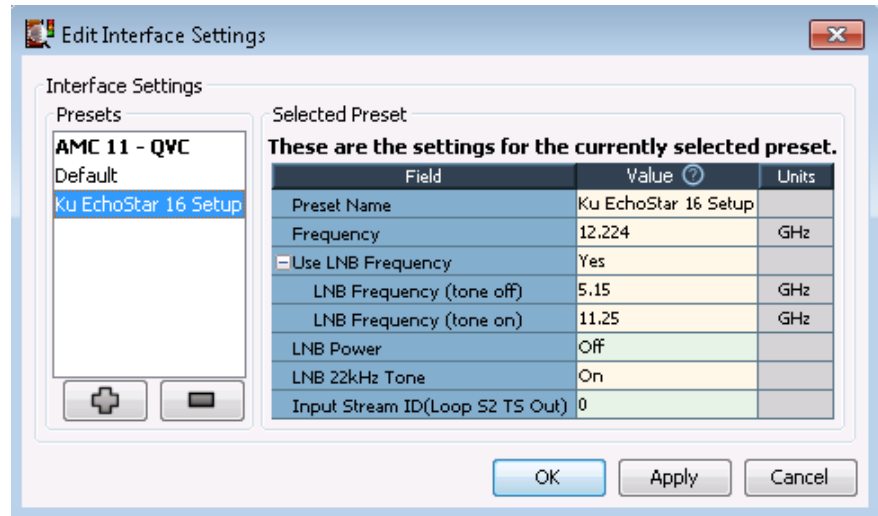 Edit Interface Settings
Interface Settings
Presets
AMC 11 - QVC
Default
Ku EchoStar 16 Setup
Selected Preset
These are the settings for the currently selected preset.
Field Value ? Units
Preset Name Ku EchoStar 16 Setup
Frequency 12.224 GHz
Use LNB Frequency Yes
LNB Frequency (tone off) 5.15 GHz
LNB Frequency (tone on) 11.25 GHz
LNB Power Off
LNB 22kHz Tone On
Input Stream ID(Loop S2 TS Out) 0
OK Apply Cancel